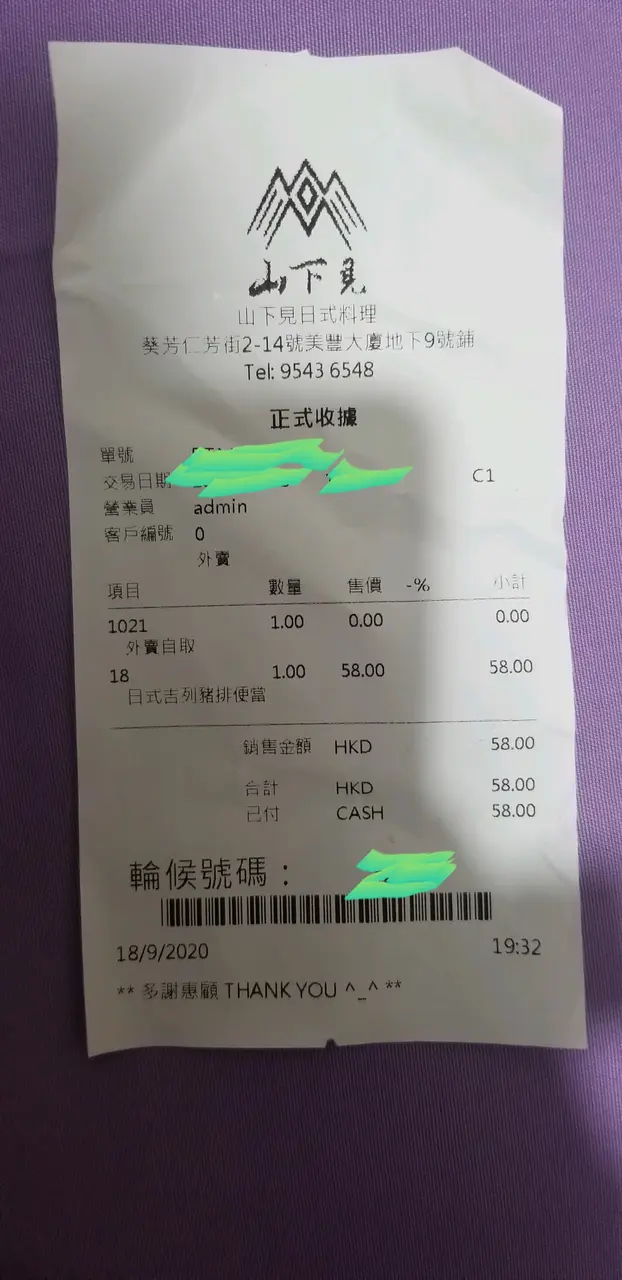 山下見
山下見日式料理
葵芳仁芳街2-14號美豐大廈地下9號鋪
Tel: 9543 6548
正式收據
單號
交易日期 C1
營業員 admin
客戶編號 0
外賣
項目 數量 售價 -% 小計
1021 1.00 0.00 0.00
外賣自取
18 1.00 58.00 58.00
日式吉列豬排便當
銷售金額 HKD 58.00
合計 HKD 58.00
已付 CASH 58.00
輪候號碼：
18/9/2020 19:32
** 多謝惠顧 THANK YOU ^_^ **